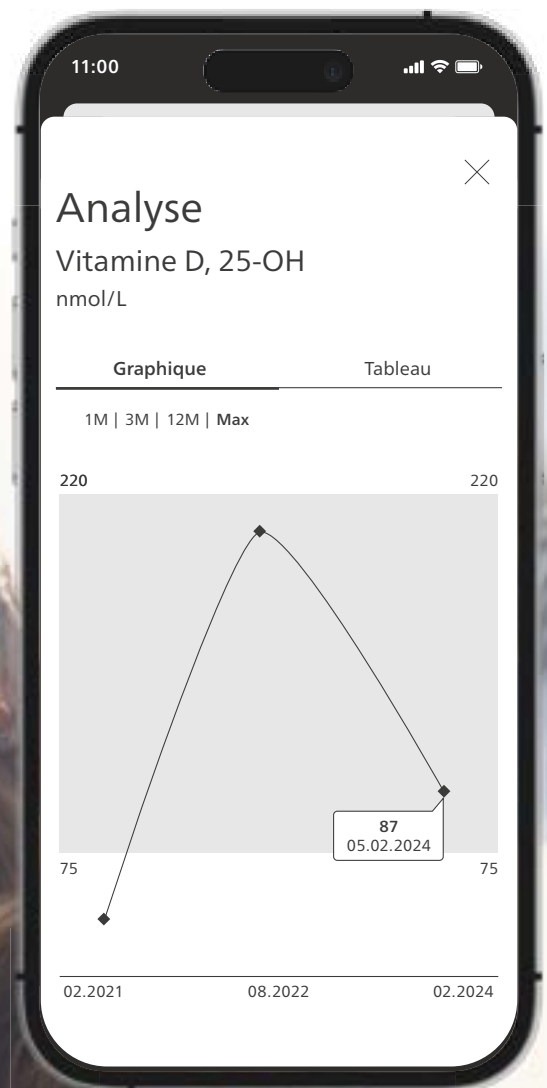 11:00
Analyse
Vitamine D, 25-OH
nmol/L
Graphique Tableau
1M | 3M | 12M | Max
220 220
87
05.02.2024
75 75
02.2021 08.2022 02.2024